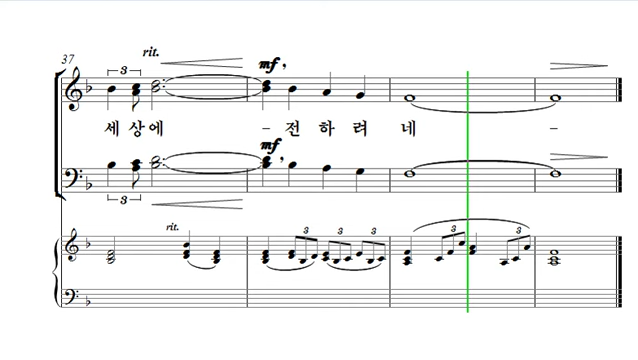 37
rit.
3
mf ,
세 상에 - 전 하 려 네 -
mf ,
3
rit.
3 3 3 3 3